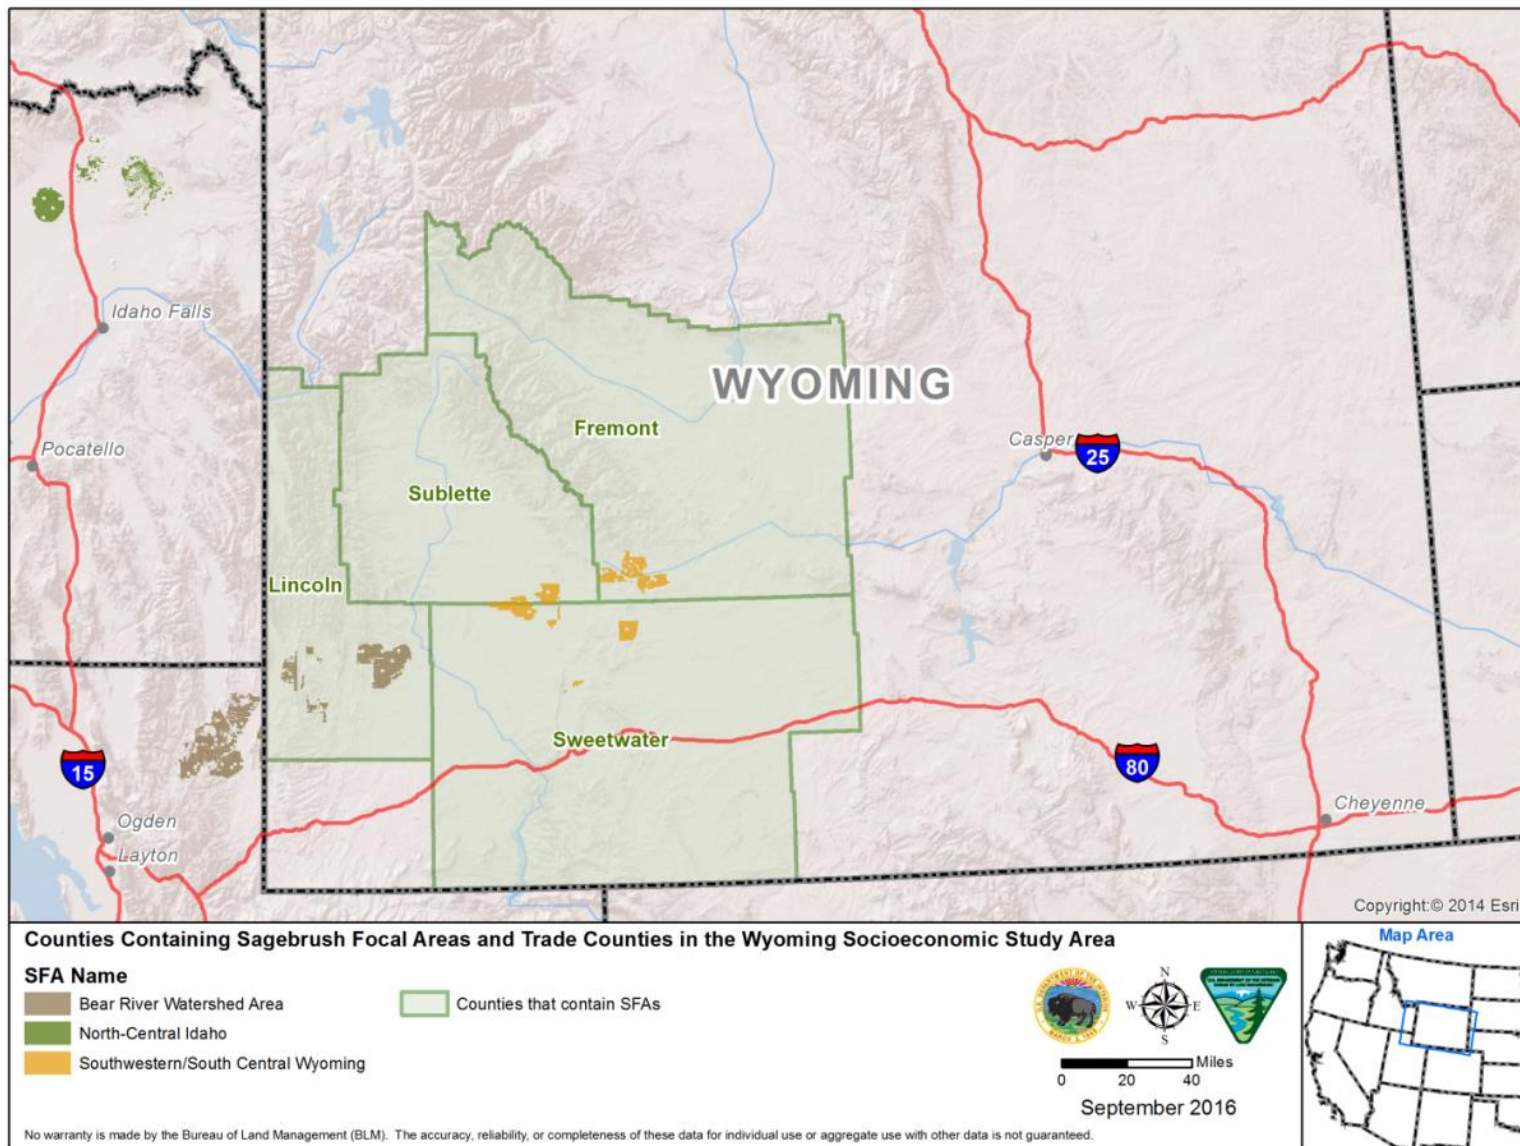 Idaho Falls
WYOMING
Pocatello
Fremont
Casper
25
Sublette
Lincoln
Sweetwater
15
80
Ogden
Cheyenne
Layton
Copyright:© 2014 Esri
Counties Containing Sagebrush Focal Areas and Trade Counties in the Wyoming Socioeconomic Study Area
Map Area
SFA Name
Bear River Watershed Area
Counties that contain SFAs
North-Central Idaho
Southwestern/South Central Wyoming
N
W E
S
Miles
0 20 40
September 2016
No warranty is made by the Bureau of Land Management (BLM). The accuracy, reliability, or completeness of these data for individual use or aggregate use with other data is not guaranteed.